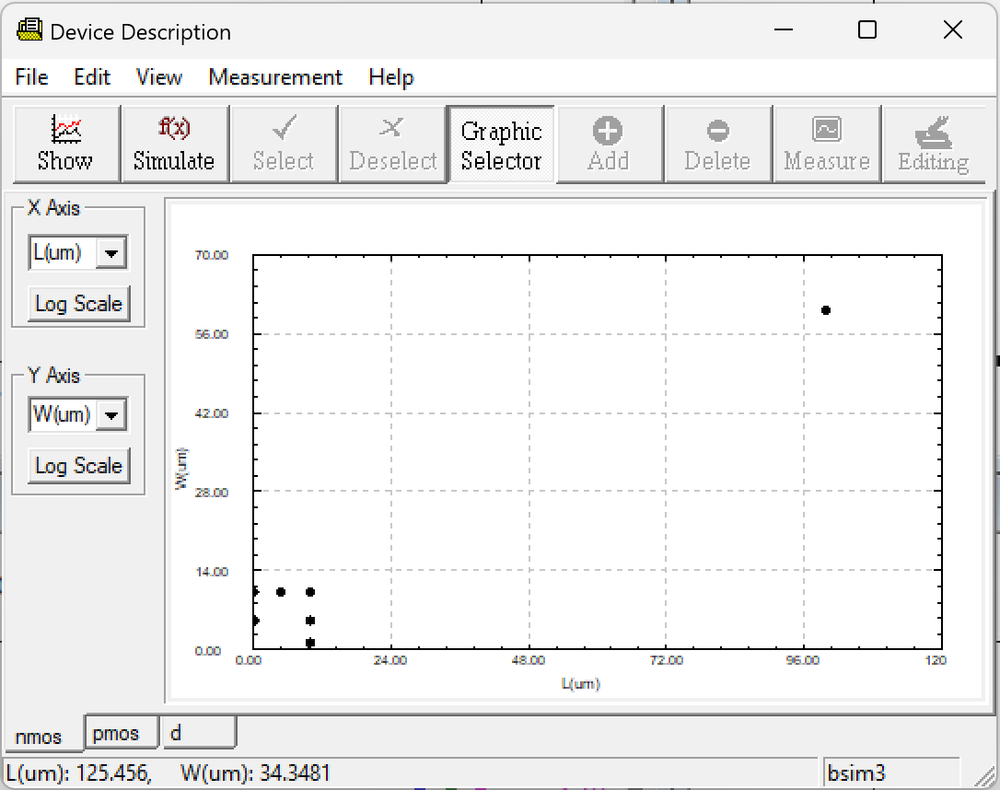 Device Description
File Edit View Measurement Help
Show
f(x)
Simulate
Select
Deselect
Graphic
Selector
Add
Delete
Measure
Editing
X Axis
L(um)
Log Scale
Y Axis
W(um)
Log Scale
70.00
56.00
42.00
28.00
14.00
0.00
W(um)
0.00 24.00 48.00 72.00 96.00 120
L(um)
nmos pmos d
L(um): 125.456, W(um): 34.3481 bsim3